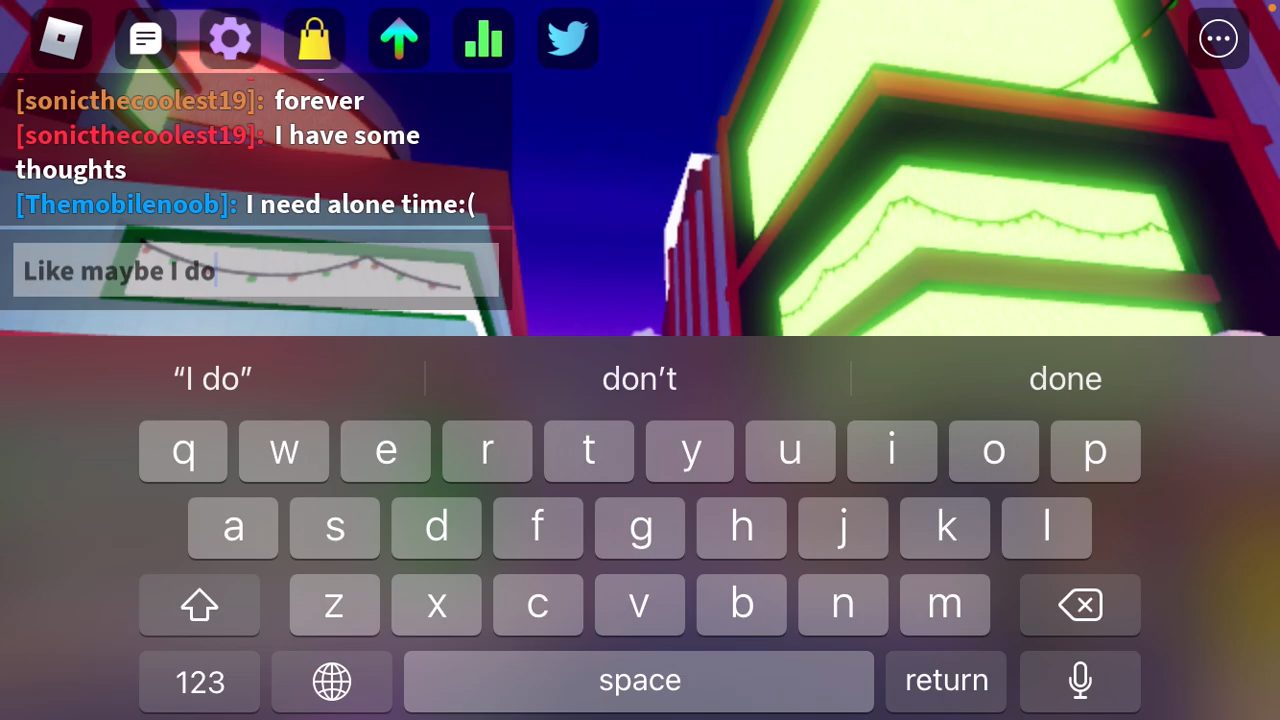 [sonicthecoolest19]: forever
[sonicthecoolest19]: I have some
thoughts
[Themobilenoob]: I need alone time:(
Like maybe I do
“I do” don’t done
q w e r t y u i o p
a s d f g h j k l
z x c v b n m
123 space return